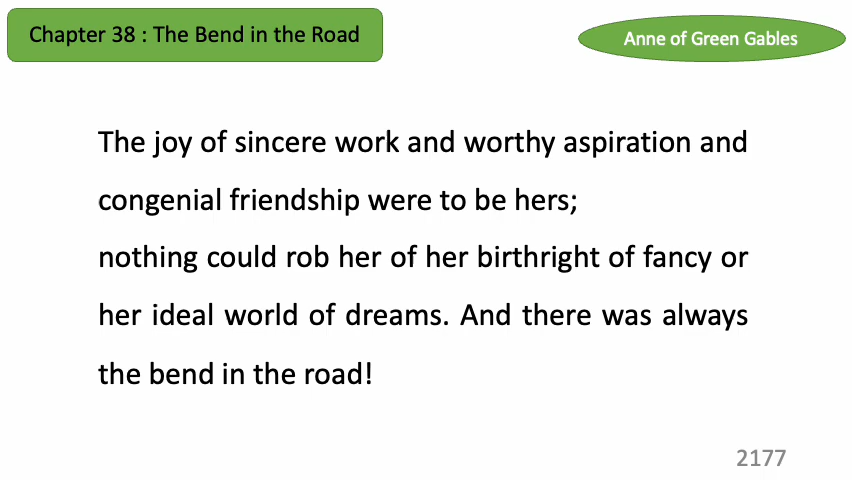 Chapter 38 : The Bend in the Road
Anne of Green Gables
The joy of sincere work and worthy aspiration and
congenial friendship were to be hers;
nothing could rob her of her birthright of fancy or
her ideal world of dreams. And there was always
the bend in the road!
2177